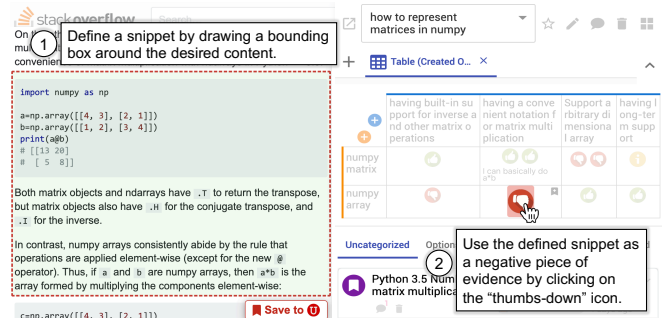 stackoverflow
Search...
On th
mu
convenien
1
Define a snippet by drawing a bounding
box around the desired content.
import numpy as np
a=np.array([[4, 3], [2, 1]])
b=np.array([[1, 2], [3, 4]])
print(a@b)
# [[13 20]
#  [ 5  8]]
Both matrix objects and ndarrays have .T to return the transpose,
but matrix objects also have .H for the conjugate transpose, and
.I for the inverse.
In contrast, numpy arrays consistently abide by the rule that
operations are applied element-wise (except for the new @
operator). Thus, if a and b are numpy arrays, then a*b is the
array formed by multiplying the components element-wise:
c=np.array([[4, 3], [2, 1]])
Save to
how to represent
matrices in numpy
Table (Created O...
having built-in su
pport for inverse a
nd other matrix o
perations
having a conve
nient notation f
or matrix multi
plication
Support a
rbitrary di
mensiona
l array
having l
ong-ter
m supp
ort
numpy
matrix
I can basically do
a*b
numpy
array
Uncategorized
Option
d
2
Use the defined snippet as
a negative piece of
evidence by clicking on
the “thumbs-down” icon.
Python 3.5 Num
matrix multiplica